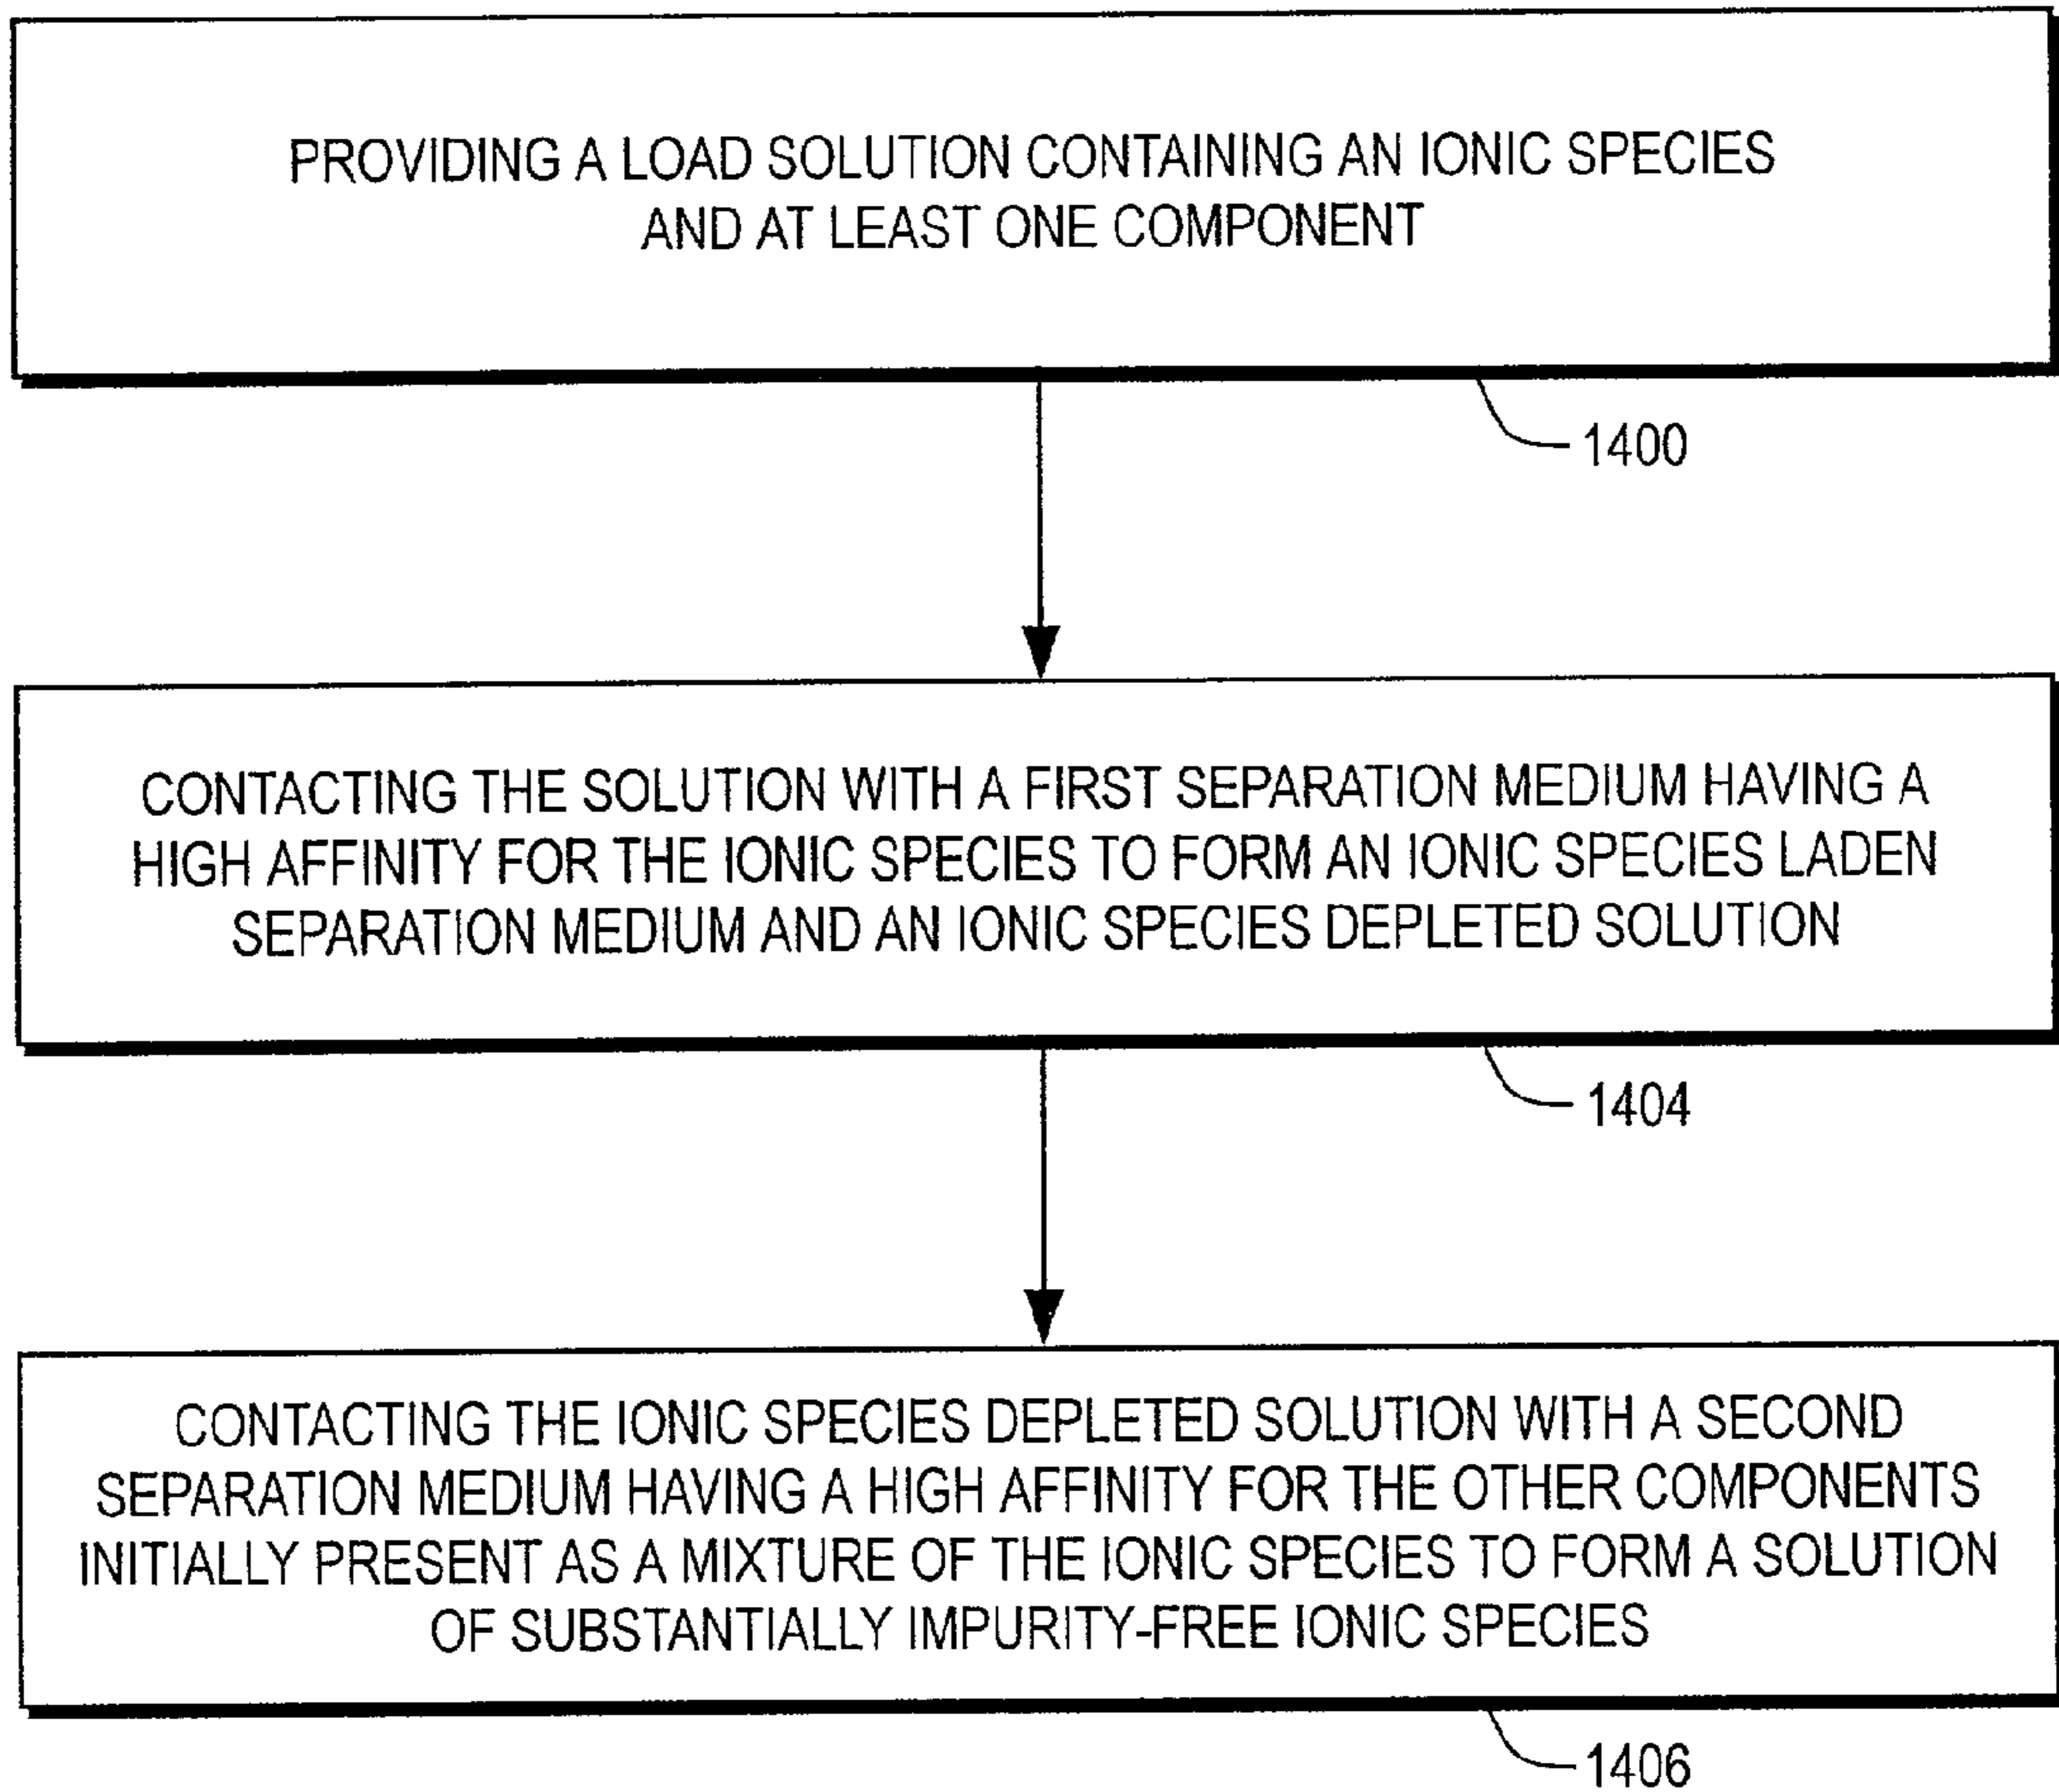 PROVIDING A LOAD SOLUTION CONTAINING AN IONIC SPECIES
AND AT LEAST ONE COMPONENT
1400
CONTACTING THE SOLUTION WITH A FIRST SEPARATION MEDIUM HAVING A
HIGH AFFINITY FOR THE IONIC SPECIES TO FORM AN IONIC SPECIES LADEN
SEPARATION MEDIUM AND AN IONIC SPECIES DEPLETED SOLUTION
1404
CONTACTING THE IONIC SPECIES DEPLETED SOLUTION WITH A SECOND
SEPARATION MEDIUM HAVING A HIGH AFFINITY FOR THE OTHER COMPONENTS
INITIALLY PRESENT AS A MIXTURE OF THE IONIC SPECIES TO FORM A SOLUTION
OF SUBSTANTIALLY IMPURITY-FREE IONIC SPECIES
1406